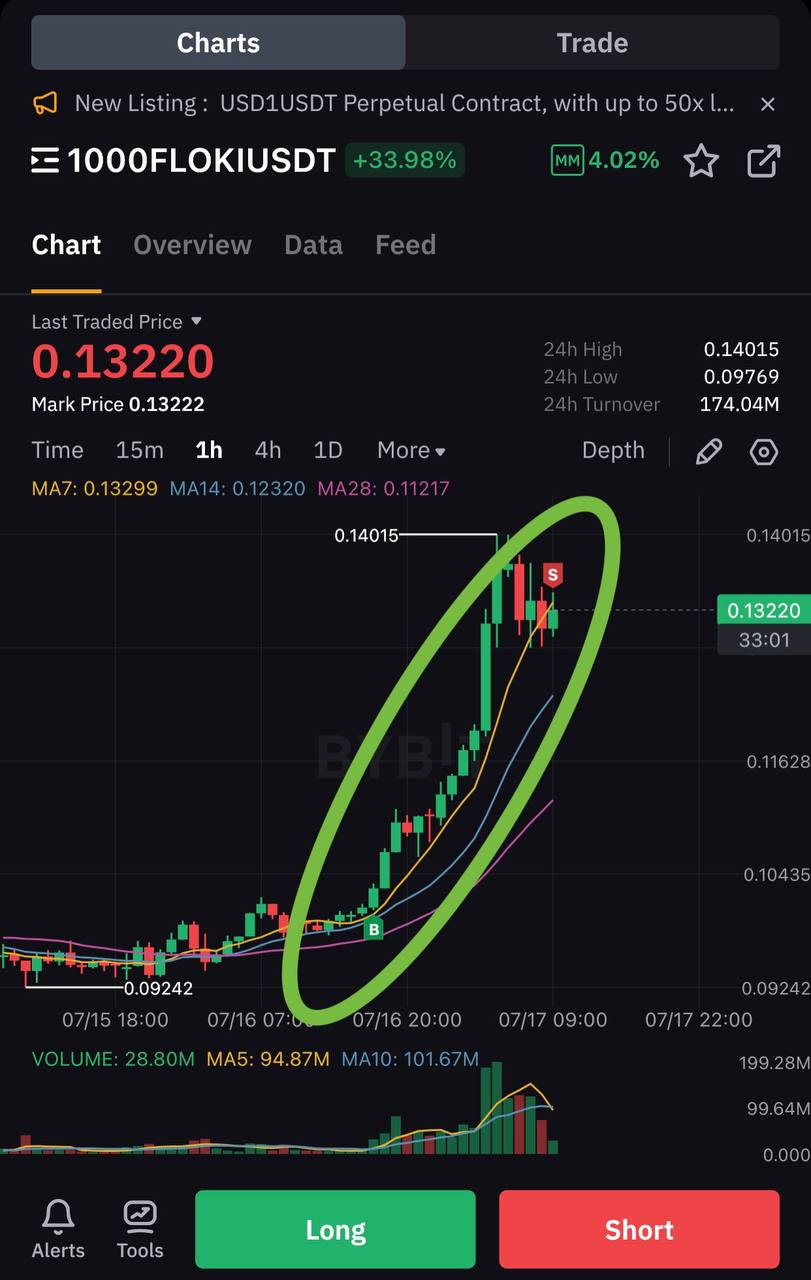 Charts Trade
New Listing : USD1USDT Perpetual Contract, with up to 50x l...
1000FLOKIUSDT +33.98% MM 4.02%
Chart Overview Data Feed
Last Traded Price
0.13220
Mark Price 0.13222
24h High 0.14015
24h Low 0.09769
24h Turnover 174.04M
Time 15m 1h 4h 1D More Depth
MA7: 0.13299 MA14: 0.12320 MA28: 0.11217
0.14015 0.14015
S
0.13220
33:01
BYB
0.11628
0.10435
B
0.09242 0.09242
07/15 18:00 07/16 07:00 07/16 20:00 07/17 09:00 07/17 22:00
VOLUME: 28.80M MA5: 94.87M MA10: 101.67M
199.28M
99.64M
0.000
Alerts Tools Long Short